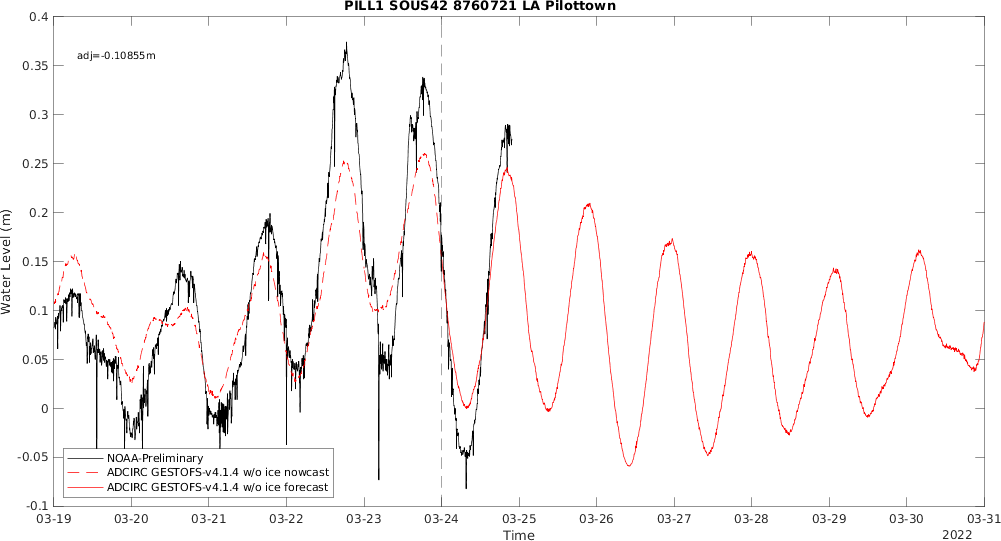 PILL1 SOUS42 8760721 LA Pilottown
adj=-0.10855m
Water Level (m)
0.4
0.35
0.3
0.25
0.2
0.15
0.1
0.05
0
-0.05
-0.1
NOAA-Preliminary
ADCIRC GESTOFS-v4.1.4 w/o ice nowcast
ADCIRC GESTOFS-v4.1.4 w/o ice forecast
03-19 03-20 03-21 03-22 03-23 03-24 03-25 03-26 03-27 03-28 03-29 03-30 03-31
Time
2022